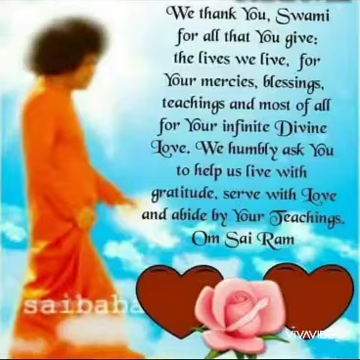 We thank You, Swami
for all that You give;
the lives we live, for
Your mercies, blessings,
teachings and most of all
for Your infinite Divine
Love. We humbly ask You
to help us live with
gratitude, serve with Love
and abide by Your Teachings.
Om Sai Ram
saibaba